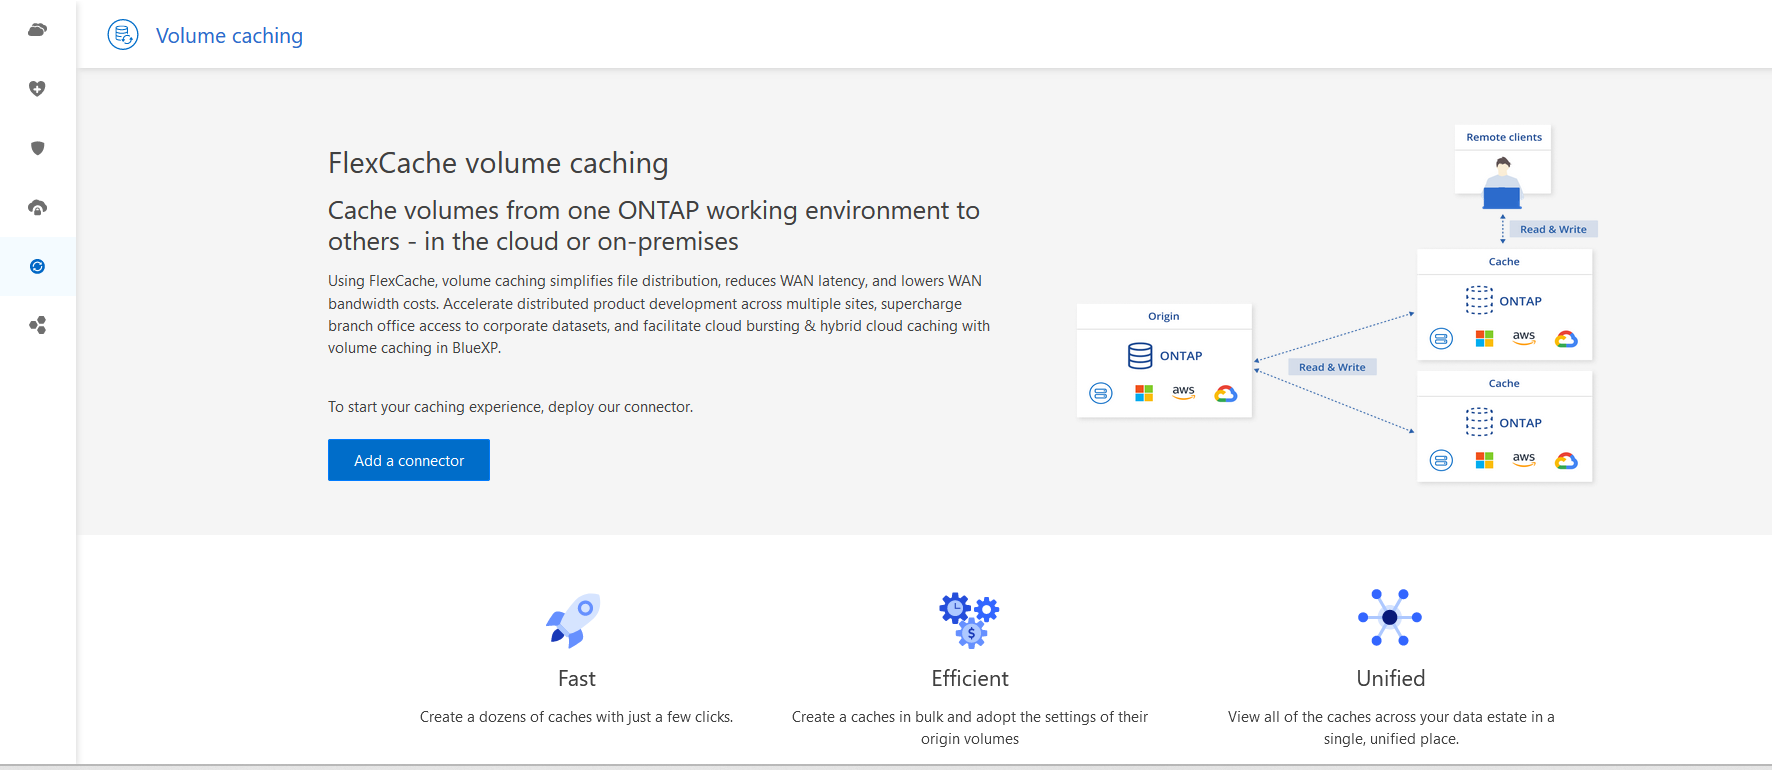 Volume caching
FlexCache volume caching
Cache volumes from one ONTAP working environment to
others - in the cloud or on-premises
Using FlexCache, volume caching simplifies file distribution, reduces WAN latency, and lowers WAN
bandwidth costs. Accelerate distributed product development across multiple sites, supercharge
branch office access to corporate datasets, and facilitate cloud bursting & hybrid cloud caching with
volume caching in BlueXP.
To start your caching experience, deploy our connector.
Add a connector
Remote clients
Read & Write
Cache
ONTAP
aws
Origin
ONTAP
aws
Read & Write
Cache
ONTAP
aws
$
Fast
Create a dozens of caches with just a few clicks.
Efficient
Create a caches in bulk and adopt the settings of their
origin volumes
Unified
View all of the caches across your data estate in a
single, unified place.